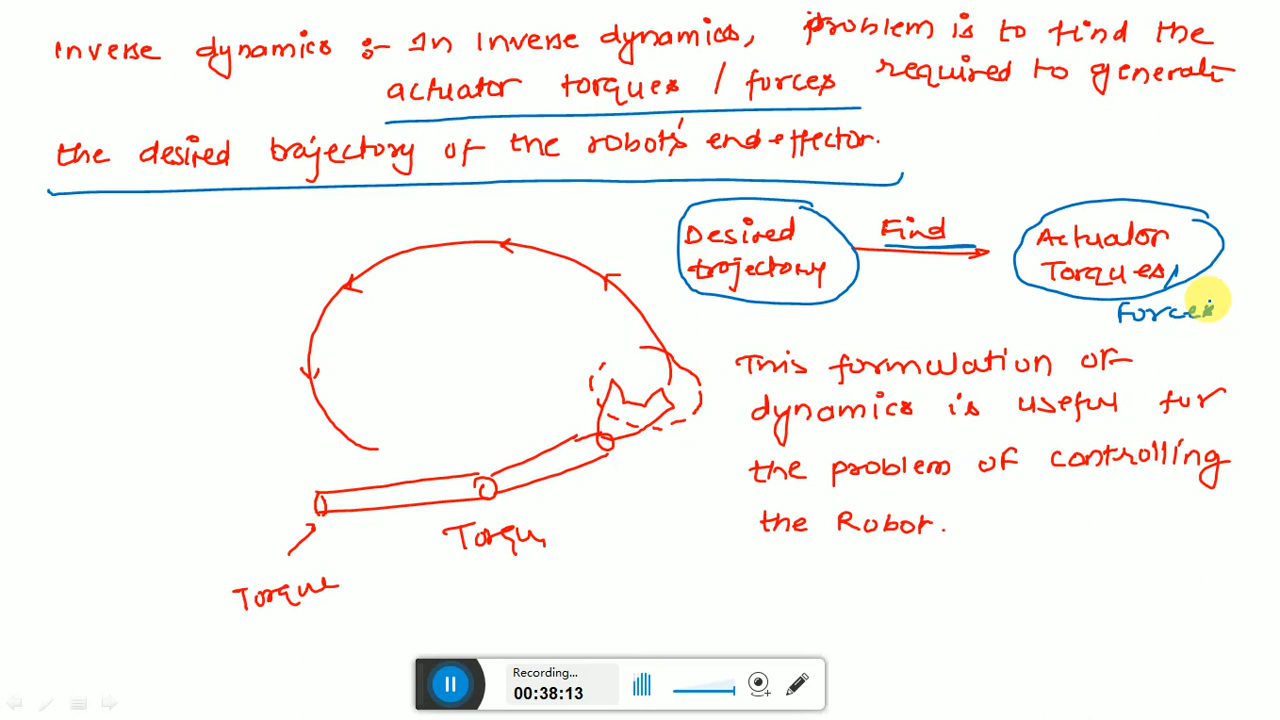 Inverse dynamics :- In Inverse dynamics, problem is to find the
actuator torques / forces required to generate
the desired trajectory of the robot's end-effector.
Desired
trajectory
Find
Actuator
Torques,
Forces
This formulation of
dynamics is useful for
the problem of controlling
the Robot.
Torque
Torqu
Recording...
00:38:13